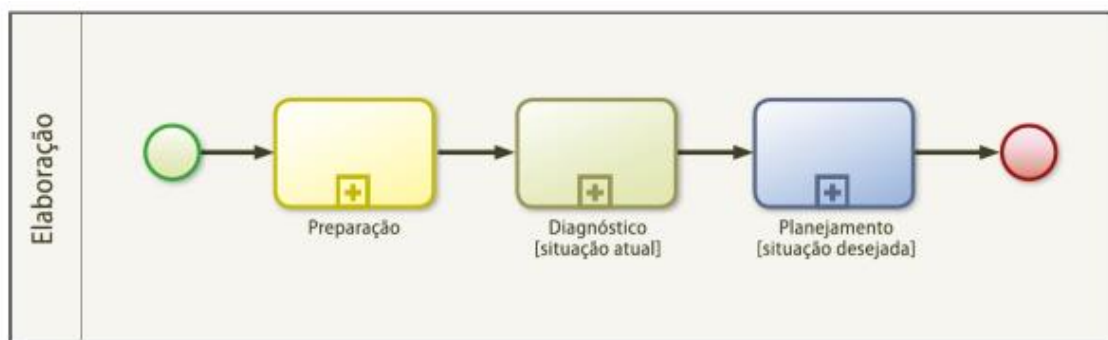 Elaboração
Preparação
Diagnóstico
[situação atual]
Planejamento
[situação desejada]